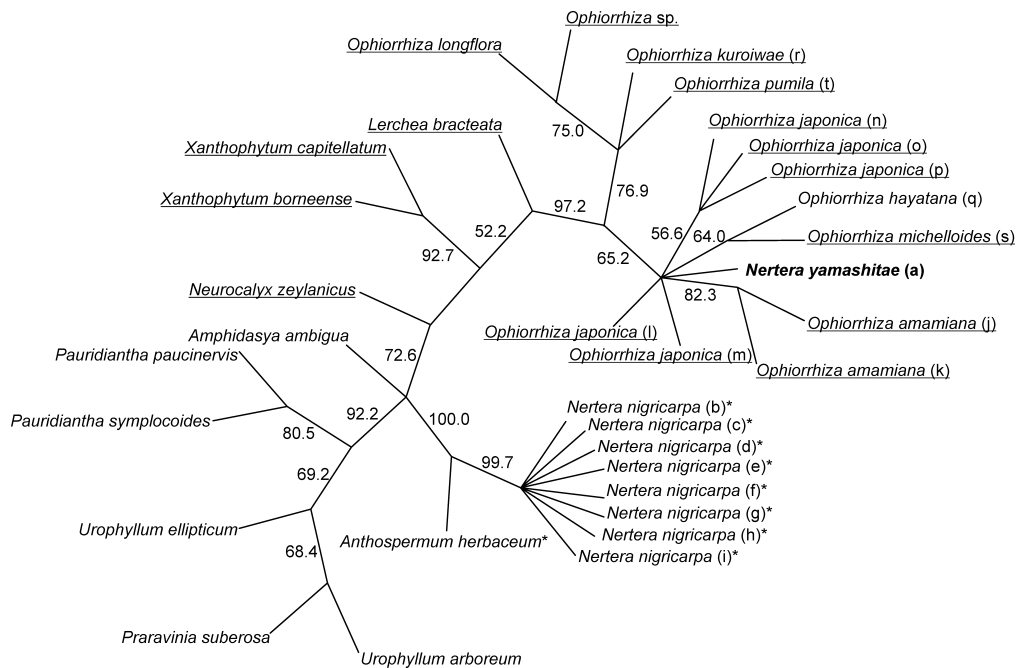 Ophiorrhiza sp.
Ophiorrhiza longflora
Ophiorrhiza kuroiwae (r)
Ophiorrhiza pumila (t)
75.0
Lerchea bracteata
Ophiorrhiza japonica (n)
Xanthophytum capitellatum
Ophiorrhiza japonica (o)
Ophiorrhiza japonica (p)
76.9
Xanthophytum borneense
Ophiorrhiza hayatana (q)
97.2
52.2
56.6
64.0
Ophiorrhiza michelloides (s)
92.7
65.2
Nertera yamashitae (a)
Neurocalyx zeylanicus
82.3
Ophiorrhiza amamiana (j)
Ophiorrhiza japonica (l)
Amphidasya ambigua
Pauridiantha paucinervis
72.6
Ophiorrhiza japonica (m)
Ophiorrhiza amamiana (k)
92.2
100.0
Nertera nigricarpa (b)*
Pauridiantha symplocoides
Nertera nigricarpa (c)*
80.5
Nertera nigricarpa (d)*
99.7
Nertera nigricarpa (e)*
69.2
Nertera nigricarpa (f)*
Nertera nigricarpa (g)*
Urophyllum ellipticum
Nertera nigricarpa (h)*
Anthospermum herbaceum*
68.4
Nertera nigricarpa (i)*
Praravinia suberosa
Urophyllum arboreum